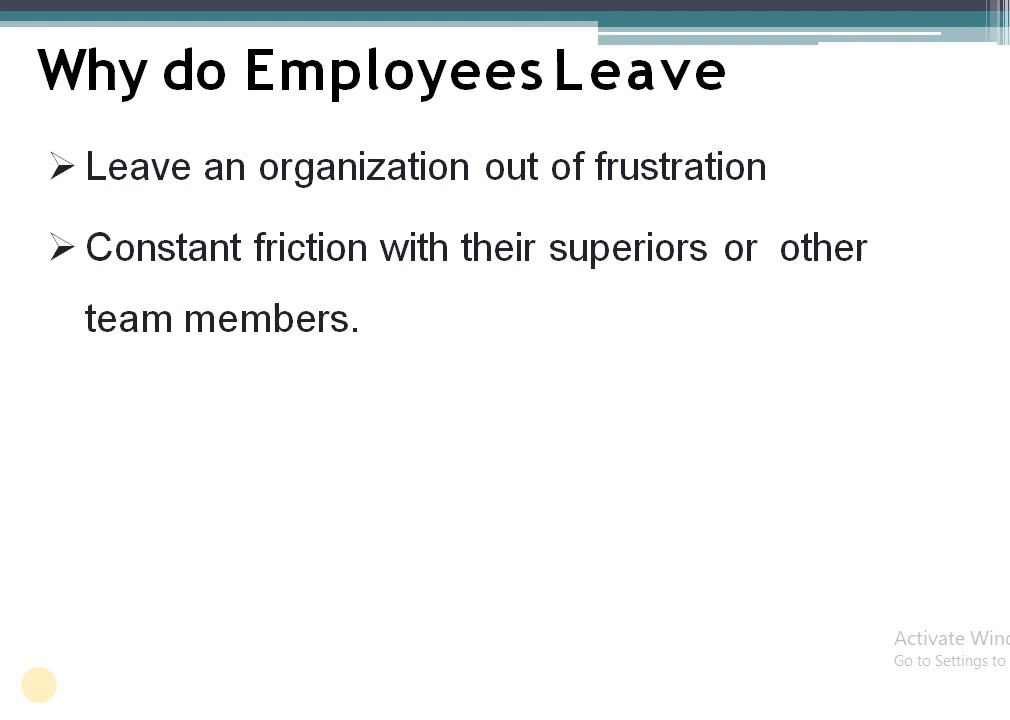 Why do Employees Leave
➢ Leave an organization out of frustration
➢ Constant friction with their superiors or other
team members.
Activate Winc
Go to Settings to